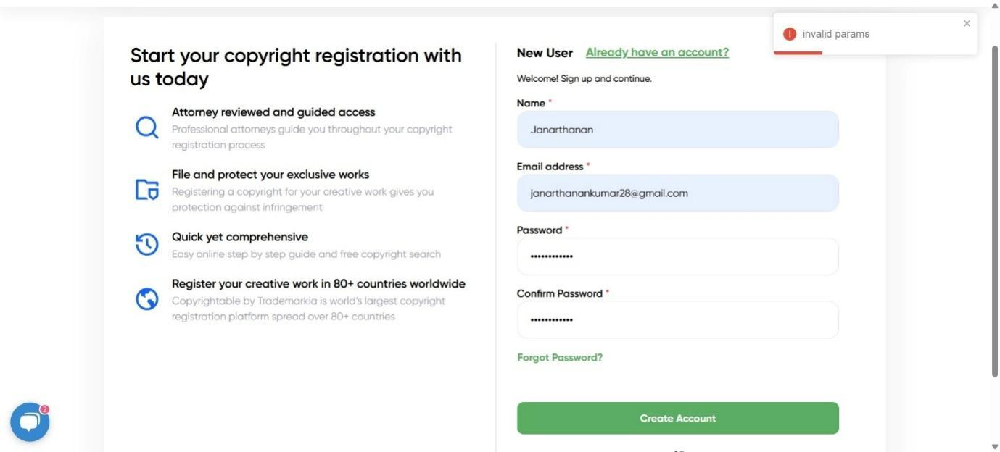 Start your copyright registration with
us today
Attorney reviewed and guided access
Professional attorneys guide you throughout your copyright
registration process
File and protect your exclusive works
Registering a copyright for your creative work gives you
protection against infringement
Quick yet comprehensive
Easy online step by step guide and free copyright search
Register your creative work in 80+ countries worldwide
Copyrightable by Trademarkia is world's largest copyright
registration platform spread over 80+ countries
2
invalid params
New User Already have an account?
Welcome! Sign up and continue.
Name *
Janarthanan
Email address *
janarthanankumar28@gmail.com
Password *
••••••••••••
Confirm Password *
••••••••••••
Forgot Password?
Create Account